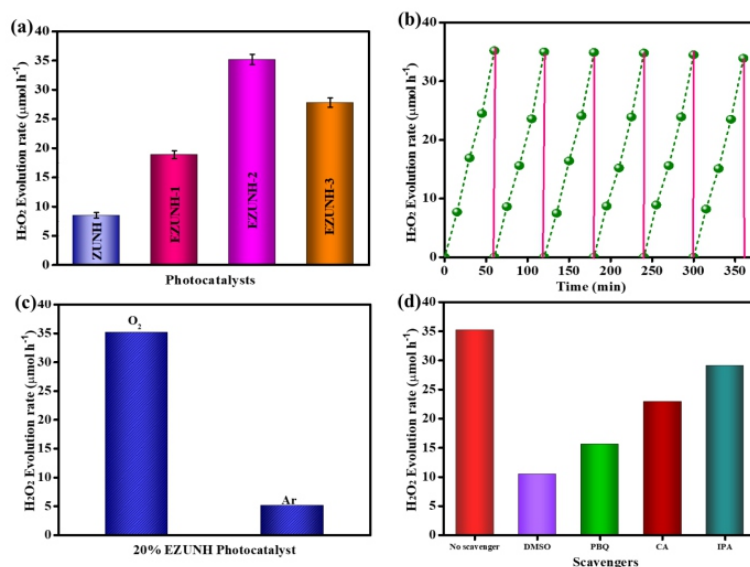 (a)
H₂O₂ Evolution rate (µmol h⁻¹)
40
35
30
25
20
15
10
5
0
ZUNH
EZUNH-1
EZUNH-2
EZUNH-3
Photocatalysts
(b)
H₂O₂ Evolution rate (µmol h⁻¹)
40
30
20
10
0
0 50 100 150 200 250 300 350
Time (min)
(c)
H₂O₂ Evolution rate (µmol h⁻¹)
40
35
30
25
20
15
10
5
0
O₂
Ar
20% EZUNH Photocatalyst
(d)
H₂O₂ Evolution rate (µmol h⁻¹)
40
35
30
25
20
15
10
5
0
No scavenger DMSO PBQ CA IPA
Scavengers